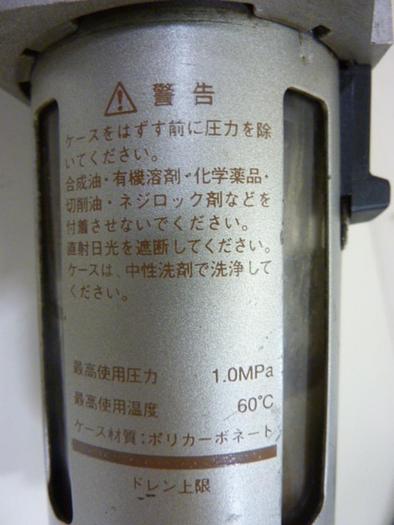 警告
ケースをはずす前に圧力を除
いてください。
合成油・有機溶剤・化学薬品・
切削油・ネジロック剤などを
付着させないでください。
直射日光を遮断してください。
ケースは、中性洗剤で洗浄して
ください。
最高使用圧力 1.0MPa
最高使用温度 60℃
ケース材質：ポリカーボネート
ドレン上限